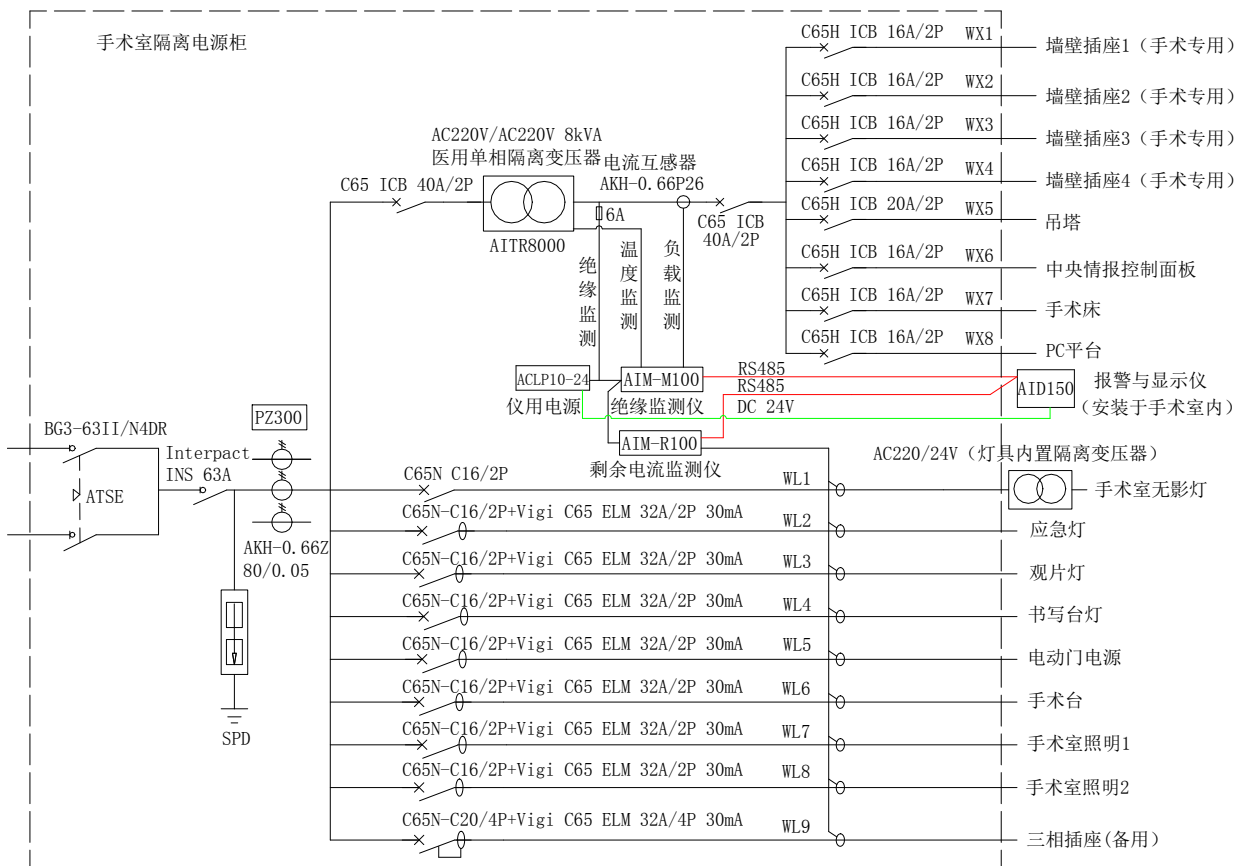 手术室隔离电源柜
C65H ICB 16A/2P WX1 墙壁插座1（手术专用）
C65H ICB 16A/2P WX2 墙壁插座2（手术专用）
C65H ICB 16A/2P WX3 墙壁插座3（手术专用）
C65H ICB 16A/2P WX4 墙壁插座4（手术专用）
C65H ICB 20A/2P WX5 吊塔
C65H ICB 16A/2P WX6 中央情报控制面板
C65H ICB 16A/2P WX7 手术床
C65H ICB 16A/2P WX8 PC平台
AC220V/AC220V 8kVA
医用单相隔离变压器
电流互感器
AKH-0.66P26
C65 ICB 40A/2P
AITR8000
6A
C65 ICB
40A/2P
绝缘监测
温度监测
负载监测
ACLP10-24
仪用电源
AIM-M100
绝缘监测仪
RS485
RS485
DC 24V
AID150
报警与显示仪
（安装于手术室内）
AIM-R100
剩余电流监测仪
PZ300
BG3-63II/N4DR
Interpact
INS 63A
ATSE
AKH-0.66Z
80/0.05
SPD
AC220/24V（灯具内置隔离变压器）
C65N C16/2P WL1 手术室无影灯
C65N-C16/2P+Vigi C65 ELM 32A/2P 30mA WL2 应急灯
C65N-C16/2P+Vigi C65 ELM 32A/2P 30mA WL3 观片灯
C65N-C16/2P+Vigi C65 ELM 32A/2P 30mA WL4 书写台灯
C65N-C16/2P+Vigi C65 ELM 32A/2P 30mA WL5 电动门电源
C65N-C16/2P+Vigi C65 ELM 32A/2P 30mA WL6 手术台
C65N-C16/2P+Vigi C65 ELM 32A/2P 30mA WL7 手术室照明1
C65N-C16/2P+Vigi C65 ELM 32A/2P 30mA WL8 手术室照明2
C65N-C20/4P+Vigi C65 ELM 32A/4P 30mA WL9 三相插座(备用)